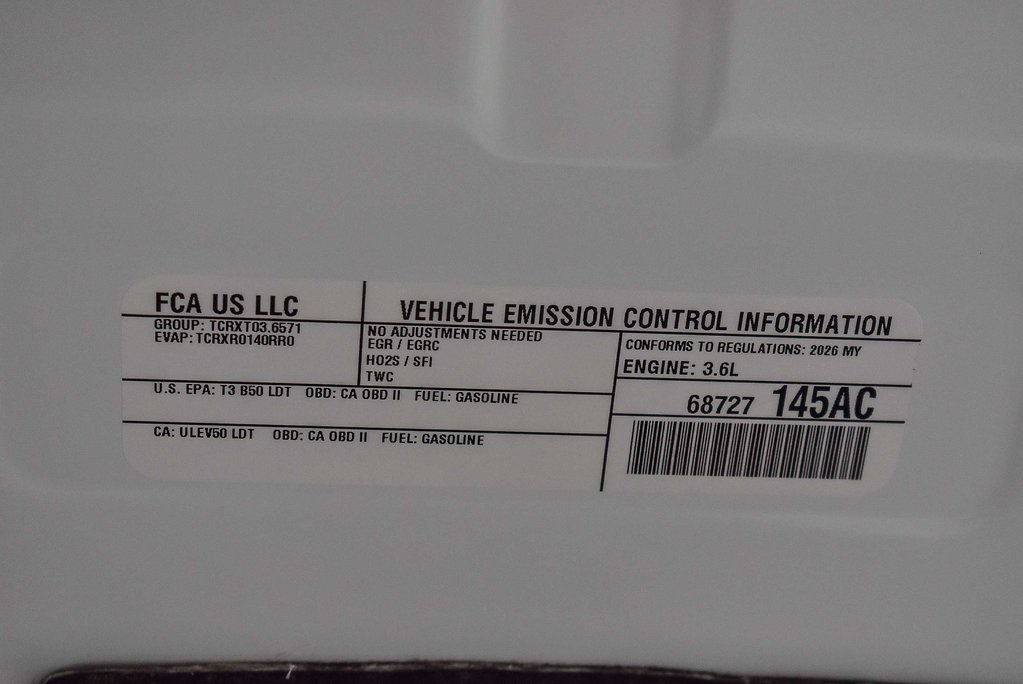 FCA US LLC
VEHICLE EMISSION CONTROL INFORMATION
GROUP: TCRXT03.6571
EVAP: TCRXR0140RR0
NO ADJUSTMENTS NEEDED
EGR / EGRC
HO2S / SFI
TWC
CONFORMS TO REGULATIONS: 2026 MY
ENGINE: 3.6L
U.S. EPA: T3 B50 LDT OBD: CA OBD II FUEL: GASOLINE
68727 145AC
CA: ULEV50 LDT OBD: CA OBD II FUEL: GASOLINE